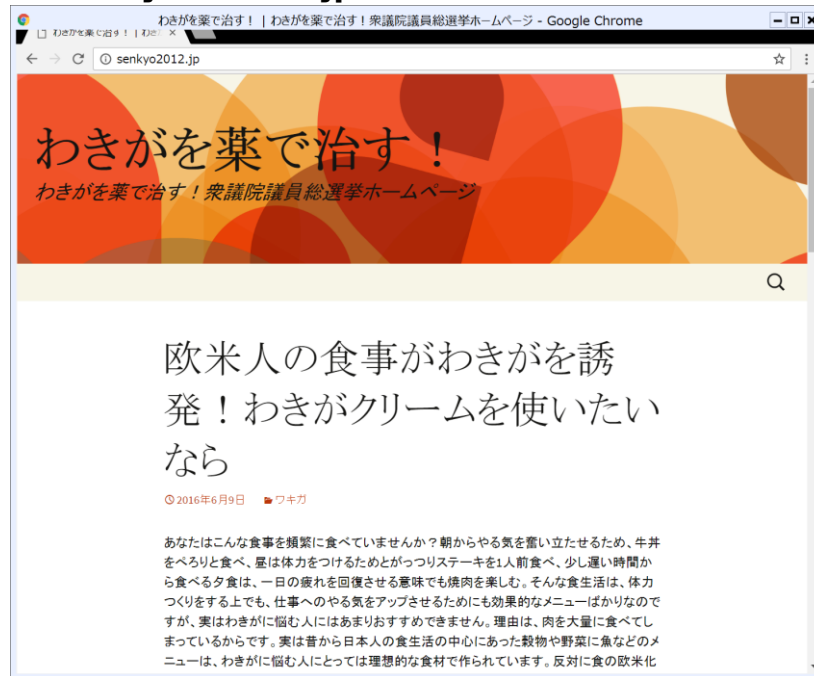 わきがを薬で治す！ | わきがを薬で治す！衆議院議員総選挙ホームページ - Google Chrome
わきがを薬で治す！ | わき
senkyo2012.jp
わきがを薬で治す！
わきがを薬で治す！衆議院議員総選挙ホームページ
欧米人の食事がわきがを誘
発！わきがクリームを使いたい
なら
2016年6月9日 ワキガ
あなたはこんな食事を頻繁に食べていませんか？朝からやる気を奮い立たせるため、牛丼
をぺろりと食べ、昼は体力をつけるためとがっつりステーキを1人前食べ、少し遅い時間か
ら食べる夕食は、一日の疲れを回復させる意味でも焼肉を楽しむ。そんな食生活は、体力
つくりをする上でも、仕事へのやる気をアップさせるためにも効果的なメニューばかりなので
すが、実はわきがに悩む人にはあまりおすすめできません。理由は、肉を大量に食べてし
まっているからです。実は昔から日本人の食生活の中心にあった穀物や野菜に魚などのメ
ニューは、わきがに悩む人にとっては理想的な食材で作られています。反対に食の欧米化